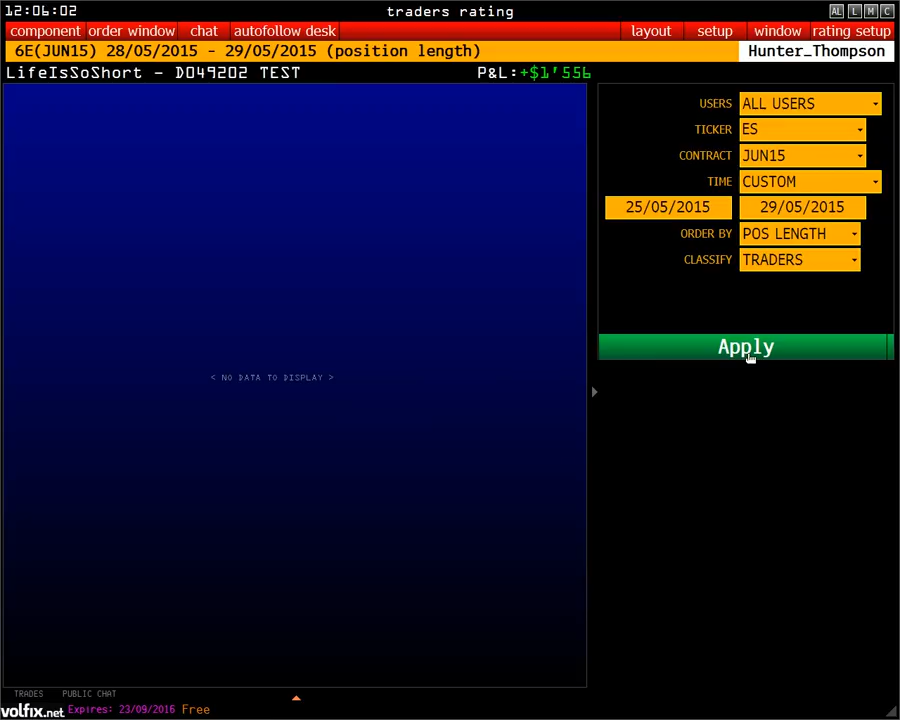 12:06:02 traders rating AL L M C
component order window chat autofollow desk layout setup window rating setup
6E(JUN15) 28/05/2015 - 29/05/2015 (position length) Hunter_Thompson
LifeIsSoShort - D049202 TEST P&L:+$1'556
USERS ALL USERS
TICKER ES
CONTRACT JUN15
TIME CUSTOM
25/05/2015 29/05/2015
ORDER BY POS LENGTH
CLASSIFY TRADERS
Apply
< NO DATA TO DISPLAY >
TRADES PUBLIC CHAT
volfix.net Expires: 23/09/2016 Free